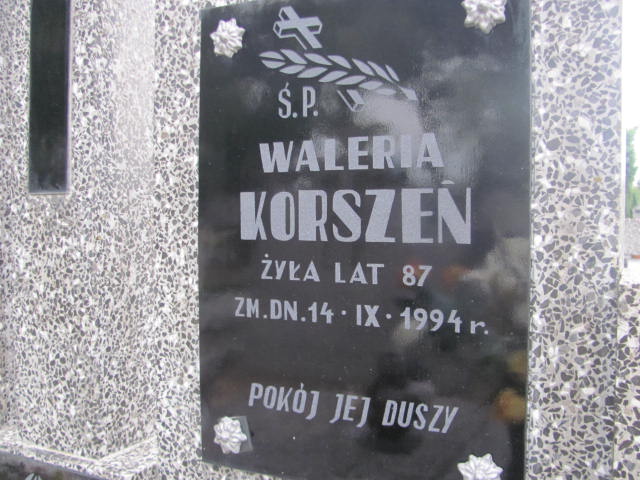 Ś.P.
WALERIA
KORSZEŃ
ŻYŁA LAT 87
ZM.DN.14·IX·1994 r.
POKÓJ JEJ DUSZY